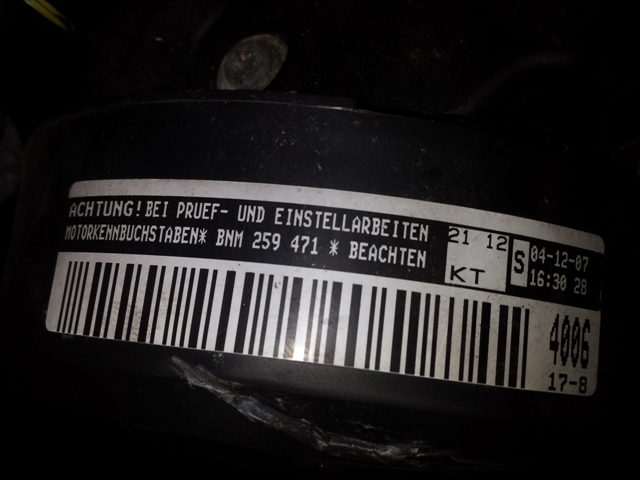 ACHTUNG! BEI PRUEF- UND EINSTELLARBEITEN
MOTORKENNBUCHSTABEN* BNM 259 471 * BEACHTEN
21 12
KT
S
04-12-07
16:30 28
4006
17-8